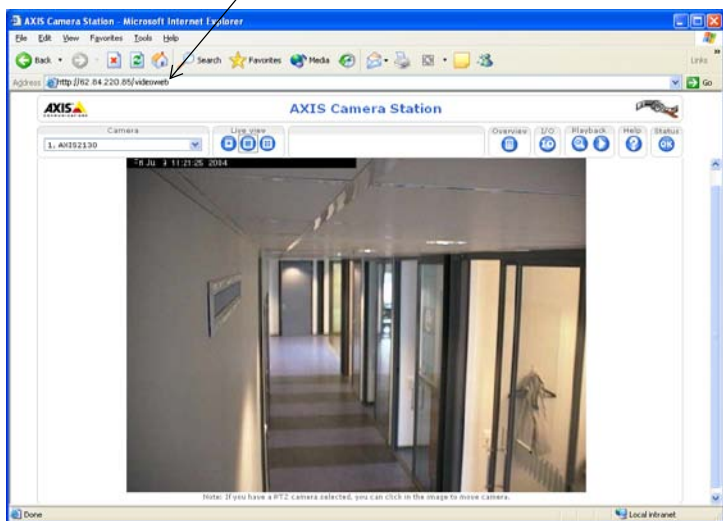 AXIS Camera Station - Microsoft Internet Explorer
File Edit View Favorites Tools Help
Back Search Favorites Media Links
Address http://62.84.220.85/videoweb Go
AXIS COMMUNICATIONS AXIS Camera Station
Camera Live view Overview I/O Playback Help Status
1. AXIS2130 OK
2004
Note: If you have a PTZ camera selected, you can click in the image to move camera.
Done Local intranet